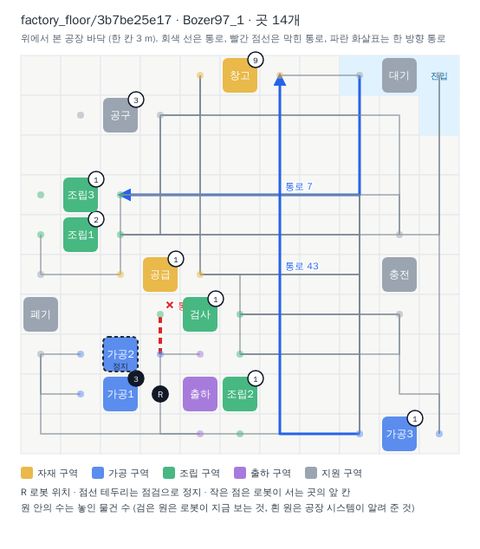 factory_floor/3b7be25e17 · Bozer97_1 · 곳 14개
위에서 본 공장 바닥 (한 칸 3 m). 회색 선은 통로, 빨간 점선은 막힌 통로, 파란 화살표는 한 방향 통로
창고 9
대기
공구 3
조립3 1
통로 7
조립1 2
공급 1
통로 43
충전
폐기
검사 1
가공2
정지
가공1 3
R
출하
조립2 1
가공3 1
자재 구역
가공 구역
조립 구역
출하 구역
지원 구역
R 로봇 위치 · 점선 테두리는 점검으로 정지 · 작은 점은 로봇이 서는 곳의 앞 칸
원 안의 수는 놓인 물건 수 (검은 원은 로봇이 지금 보는 것, 흰 원은 공장 시스템이 알려 준 것)